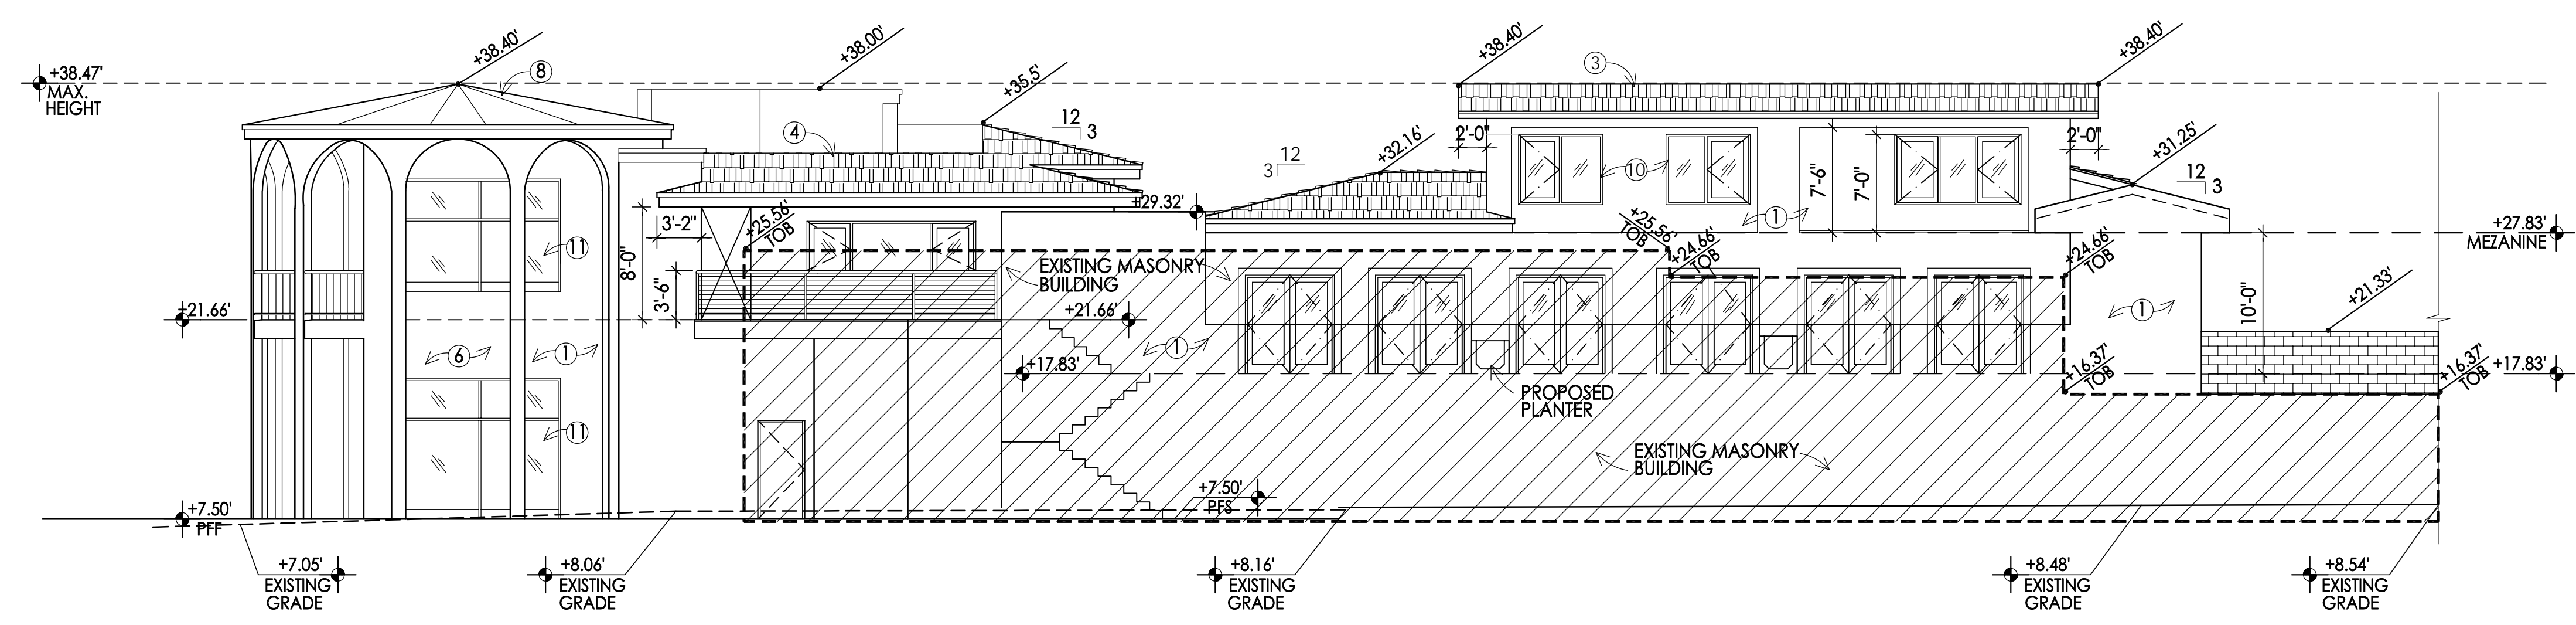 +38.40'
+38.00'
+38.40'
+38.40'
+38.47'
MAX.
HEIGHT
8
3
+35.5'
12
3
4
2'-0"
2'-0"
+32.16'
12
3
10
7'-6"
7'-0"
+31.25'
12
3
+29.32'
3'-2"
+25.56'
TOB
+25.56'
TOB
1
+27.83'
MEZANINE
11
8'-0"
EXISTING MASONRY
BUILDING
+24.66'
TOB
+24.66'
TOB
3'-6"
10'-0"
+21.33'
+21.66'
+21.66'
1
6
1
1
+17.83'
+16.37'
TOB
+16.37'
TOB
+17.83'
PROPOSED
PLANTER
11
EXISTING MASONRY
BUILDING
+7.50'
PFS
+7.50'
PFF
+7.05'
EXISTING
GRADE
+8.06'
EXISTING
GRADE
+8.16'
EXISTING
GRADE
+8.48'
EXISTING
GRADE
+8.54'
EXISTING
GRADE